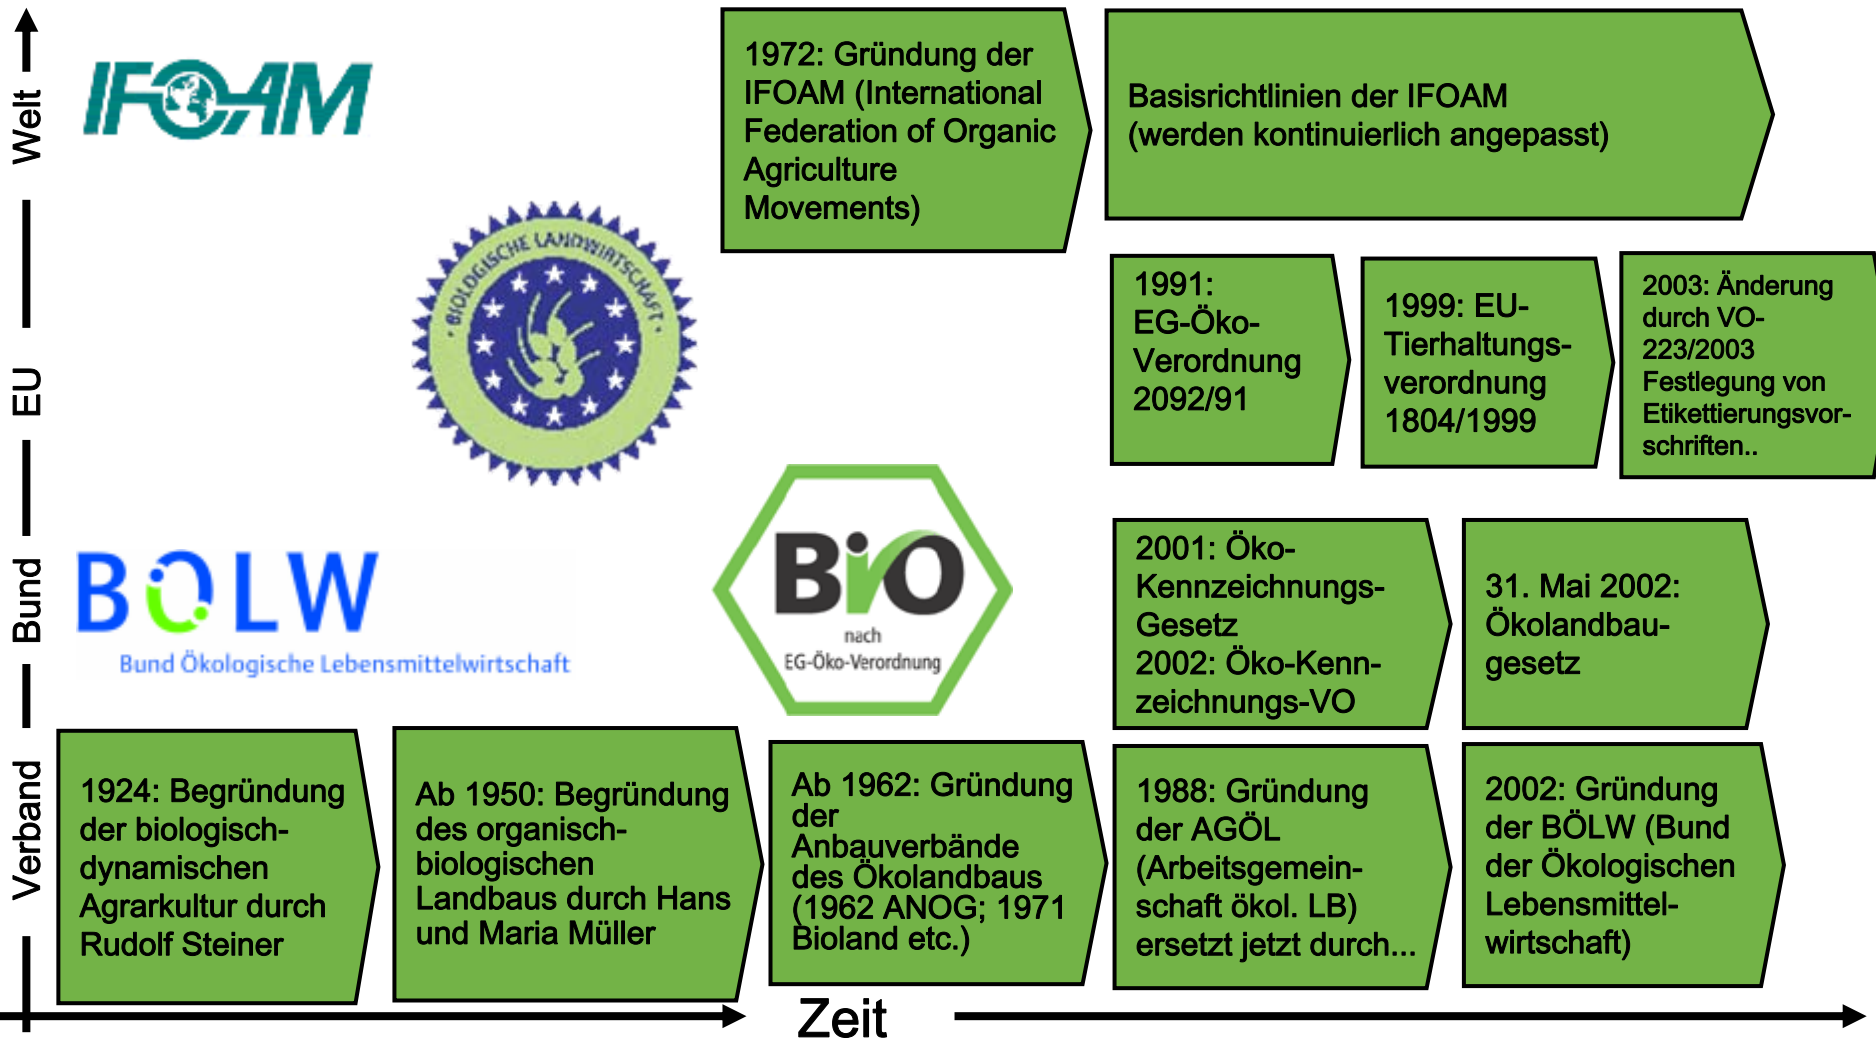 Welt
IFOAM
1972: Gründung der
IFOAM (International
Federation of Organic
Agriculture
Movements)
Basisrichtlinien der IFOAM
(werden kontinuierlich angepasst)
EU
· BIOLOGISCHE LANDWIRTSCHAFT ·
1991:
EG-Öko-
Verordnung
2092/91
1999: EU-
Tierhaltungs-
verordnung
1804/1999
2003: Änderung
durch VO-
223/2003
Festlegung von
Etikettierungsvor-
schriften..
Bund
BÖLW
Bund Ökologische Lebensmittelwirtschaft
BiO
nach
EG-Öko-Verordnung
2001: Öko-
Kennzeichnungs-
Gesetz
2002: Öko-Kenn-
zeichnungs-VO
31. Mai 2002:
Ökolandbau-
gesetz
Verband
1924: Begründung
der biologisch-
dynamischen
Agrarkultur durch
Rudolf Steiner
Ab 1950: Begründung
des organisch-
biologischen
Landbaus durch Hans
und Maria Müller
Ab 1962: Gründung
der
Anbauverbände
des Ökolandbaus
(1962 ANOG; 1971
Bioland etc.)
1988: Gründung
der AGÖL
(Arbeitsgemein-
schaft ökol. LB)
ersetzt jetzt durch...
2002: Gründung
der BÖLW (Bund
der Ökologischen
Lebensmittel-
wirtschaft)
Zeit